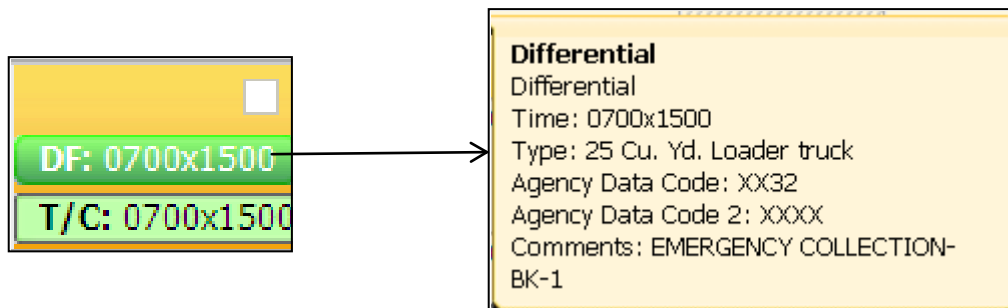 DF: 0700x1500
T/C: 0700x1500
Differential
Differential
Time: 0700x1500
Type: 25 Cu. Yd. Loader truck
Agency Data Code: XX32
Agency Data Code 2: XXXX
Comments: EMERGENCY COLLECTION-
BK-1